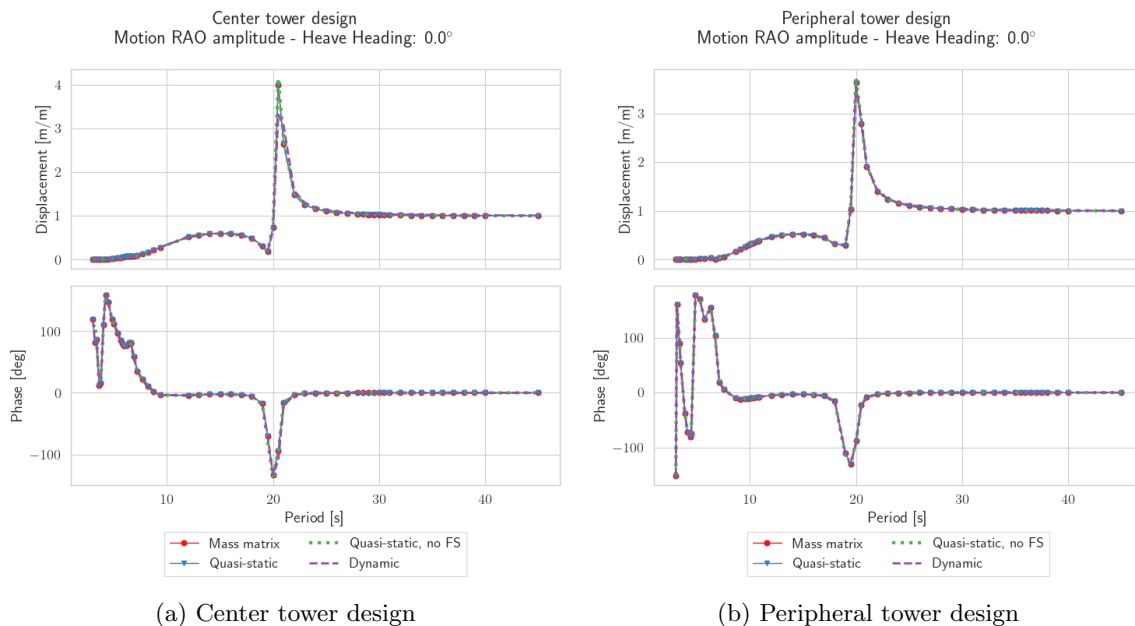 Center tower design
Motion RAO amplitude - Heave Heading: 0.0°
4
3
2
1
0
Displacement [m/m]
100
0
−100
Phase [deg]
10
20
30
40
Period [s]
Mass matrix
Quasi-static
Quasi-static, no FS
Dynamic
(a) Center tower design
Peripheral tower design
Motion RAO amplitude - Heave Heading: 0.0°
3
2
1
0
Displacement [m/m]
100
0
−100
Phase [deg]
10
20
30
40
Period [s]
Mass matrix
Quasi-static
Quasi-static, no FS
Dynamic
(b) Peripheral tower design